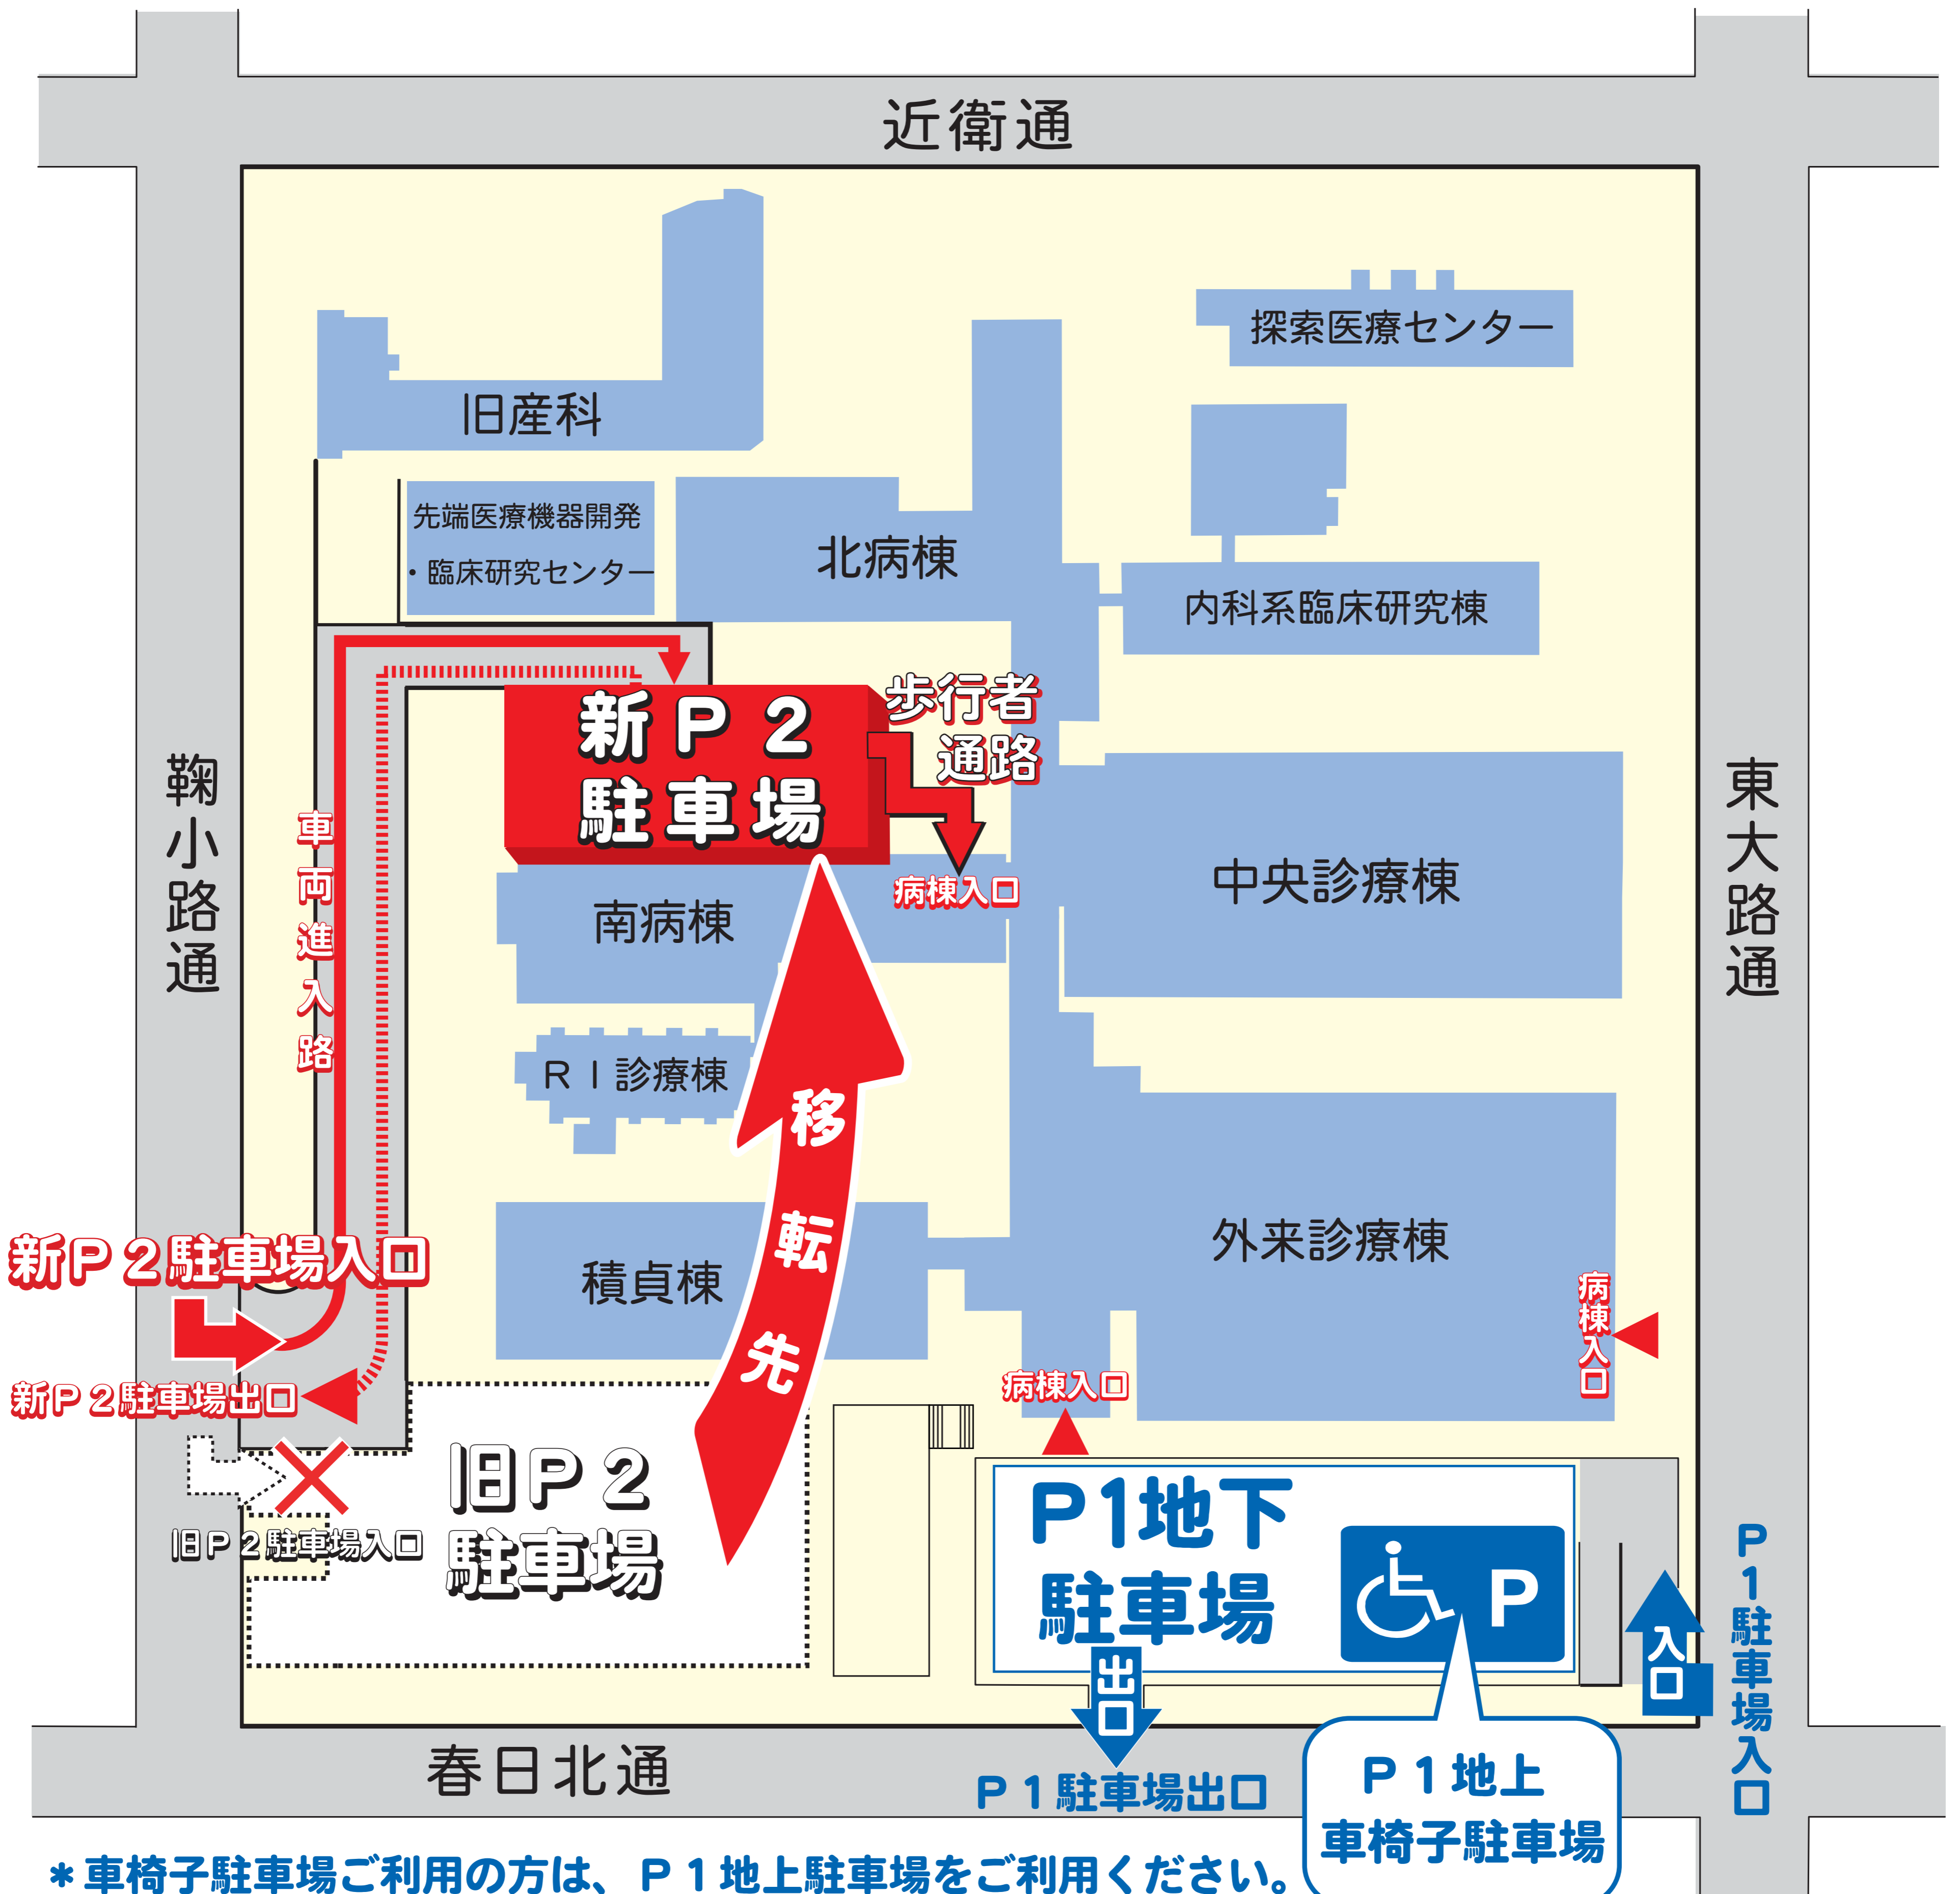 近衛通
探索医療センター
旧産科
先端医療機器開発
・臨床研究センター
北病棟
内科系臨床研究棟
新Ｐ２
駐車場
歩行者
通路
鞠小路通
車両進入路
東大路通
中央診療棟
病棟入口
南病棟
ＲＩ診療棟
移転先
新Ｐ２駐車場入口
積貞棟
外来診療棟
病棟入口
新Ｐ２駐車場出口
病棟入口
旧Ｐ２
駐車場
旧Ｐ２駐車場入口
Ｐ１地下
駐車場
P
出口
入口
Ｐ１駐車場入口
春日北通
Ｐ１駐車場出口
Ｐ１地上
車椅子駐車場
＊車椅子駐車場ご利用の方は、Ｐ１地上駐車場をご利用ください。